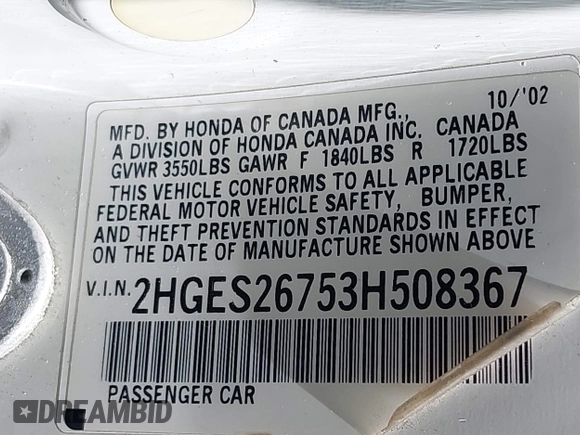 10/'02
MFD. BY HONDA OF CANADA MFG.,
A DIVISION OF HONDA CANADA INC. CANADA
GVWR 3550LBS GAWR F 1840LBS R 1720LBS
THIS VEHICLE CONFORMS TO ALL APPLICABLE
FEDERAL MOTOR VEHICLE SAFETY, BUMPER,
AND THEFT PREVENTION STANDARDS IN EFFECT
ON THE DATE OF MANUFACTURE SHOWN ABOVE
V.I.N. 2HGES26753H508367
PASSENGER CAR
DREAMBID